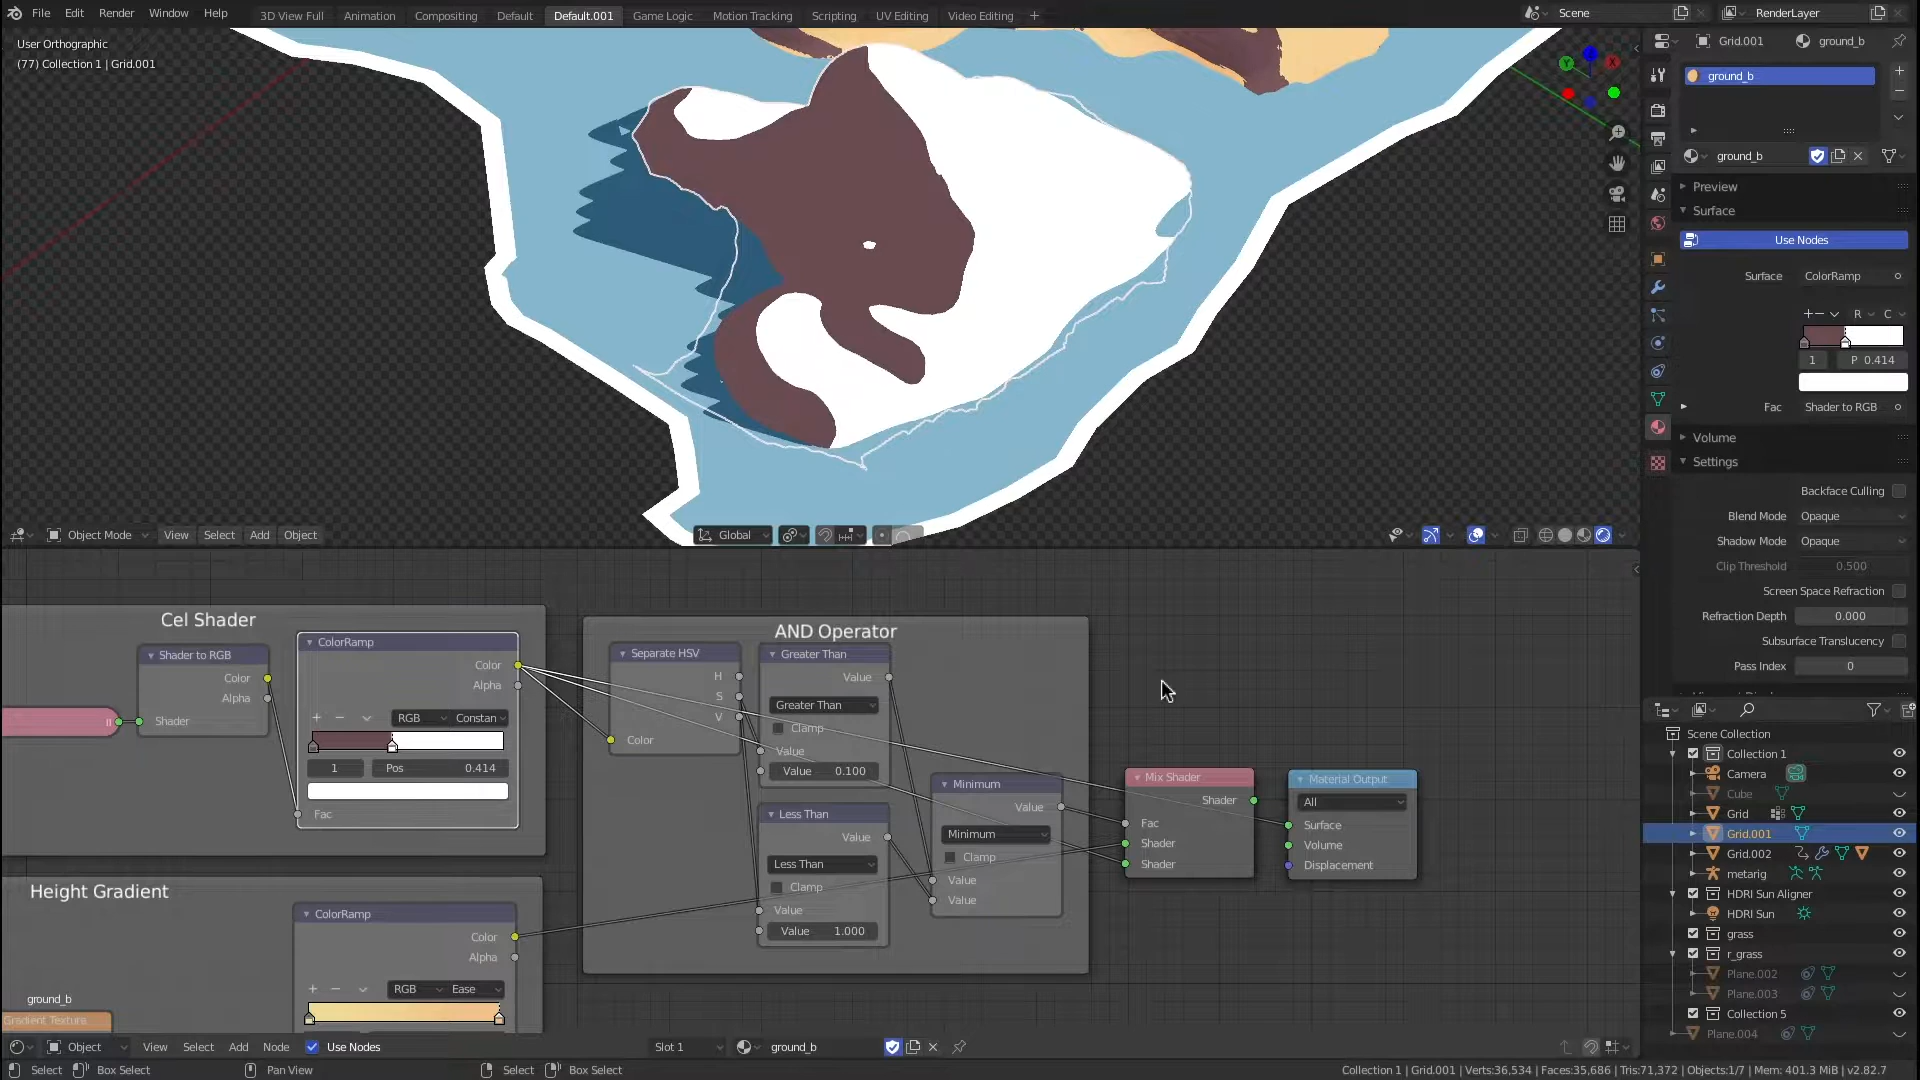 File Edit Render Window Help 3D View Full Animation Compositing Default Default.001 Game Logic Motion Tracking Scripting UV Editing Video Editing + Scene RenderLayer
User Orthographic
(77) Collection 1 | Grid.001
Y
X
Grid.001 ground_b
ground_b
ground_b
Preview
Surface
Use Nodes
Surface ColorRamp
R C
1 P 0.414
Fac Shader to RGB
Volume
Settings
Backface Culling
Blend Mode Opaque
Shadow Mode Opaque
Clip Threshold 0.500
Screen Space Refraction
Refraction Depth 0.000
Subsurface Translucency
Pass Index 0
Object Mode View Select Add Object Global
Cel Shader
Shader to RGB
Color
Alpha
Shader
ColorRamp
Color
Alpha
RGB Constan
1 Pos 0.414
Fac
AND Operator
Separate HSV
H
S
V
Color
Greater Than
Value
Greater Than
Clamp
Value
Value 0.100
Less Than
Value
Less Than
Clamp
Value
Value 1.000
Minimum
Value
Minimum
Clamp
Value
Value
Mix Shader
Shader
Fac
Shader
Shader
Material Output
All
Surface
Volume
Displacement
Height Gradient
ColorRamp
Color
Alpha
RGB Ease
ground_b
Gradient Texture
Scene Collection
Collection 1
Camera
Cube
Grid
Grid.001
Grid.002
metarig
HDRI Sun Aligner
HDRI Sun
grass
r_grass
Plane.002
Plane.003
Collection 5
Plane.004
Object View Select Add Node Use Nodes Slot 1 ground_b
Select Box Select Pan View Select Box Select Collection 1 | Grid.001 | Verts:36,534 | Faces:35,686 | Tris:71,372 | Objects:1/7 | Mem: 401.3 MiB | v2.82.7